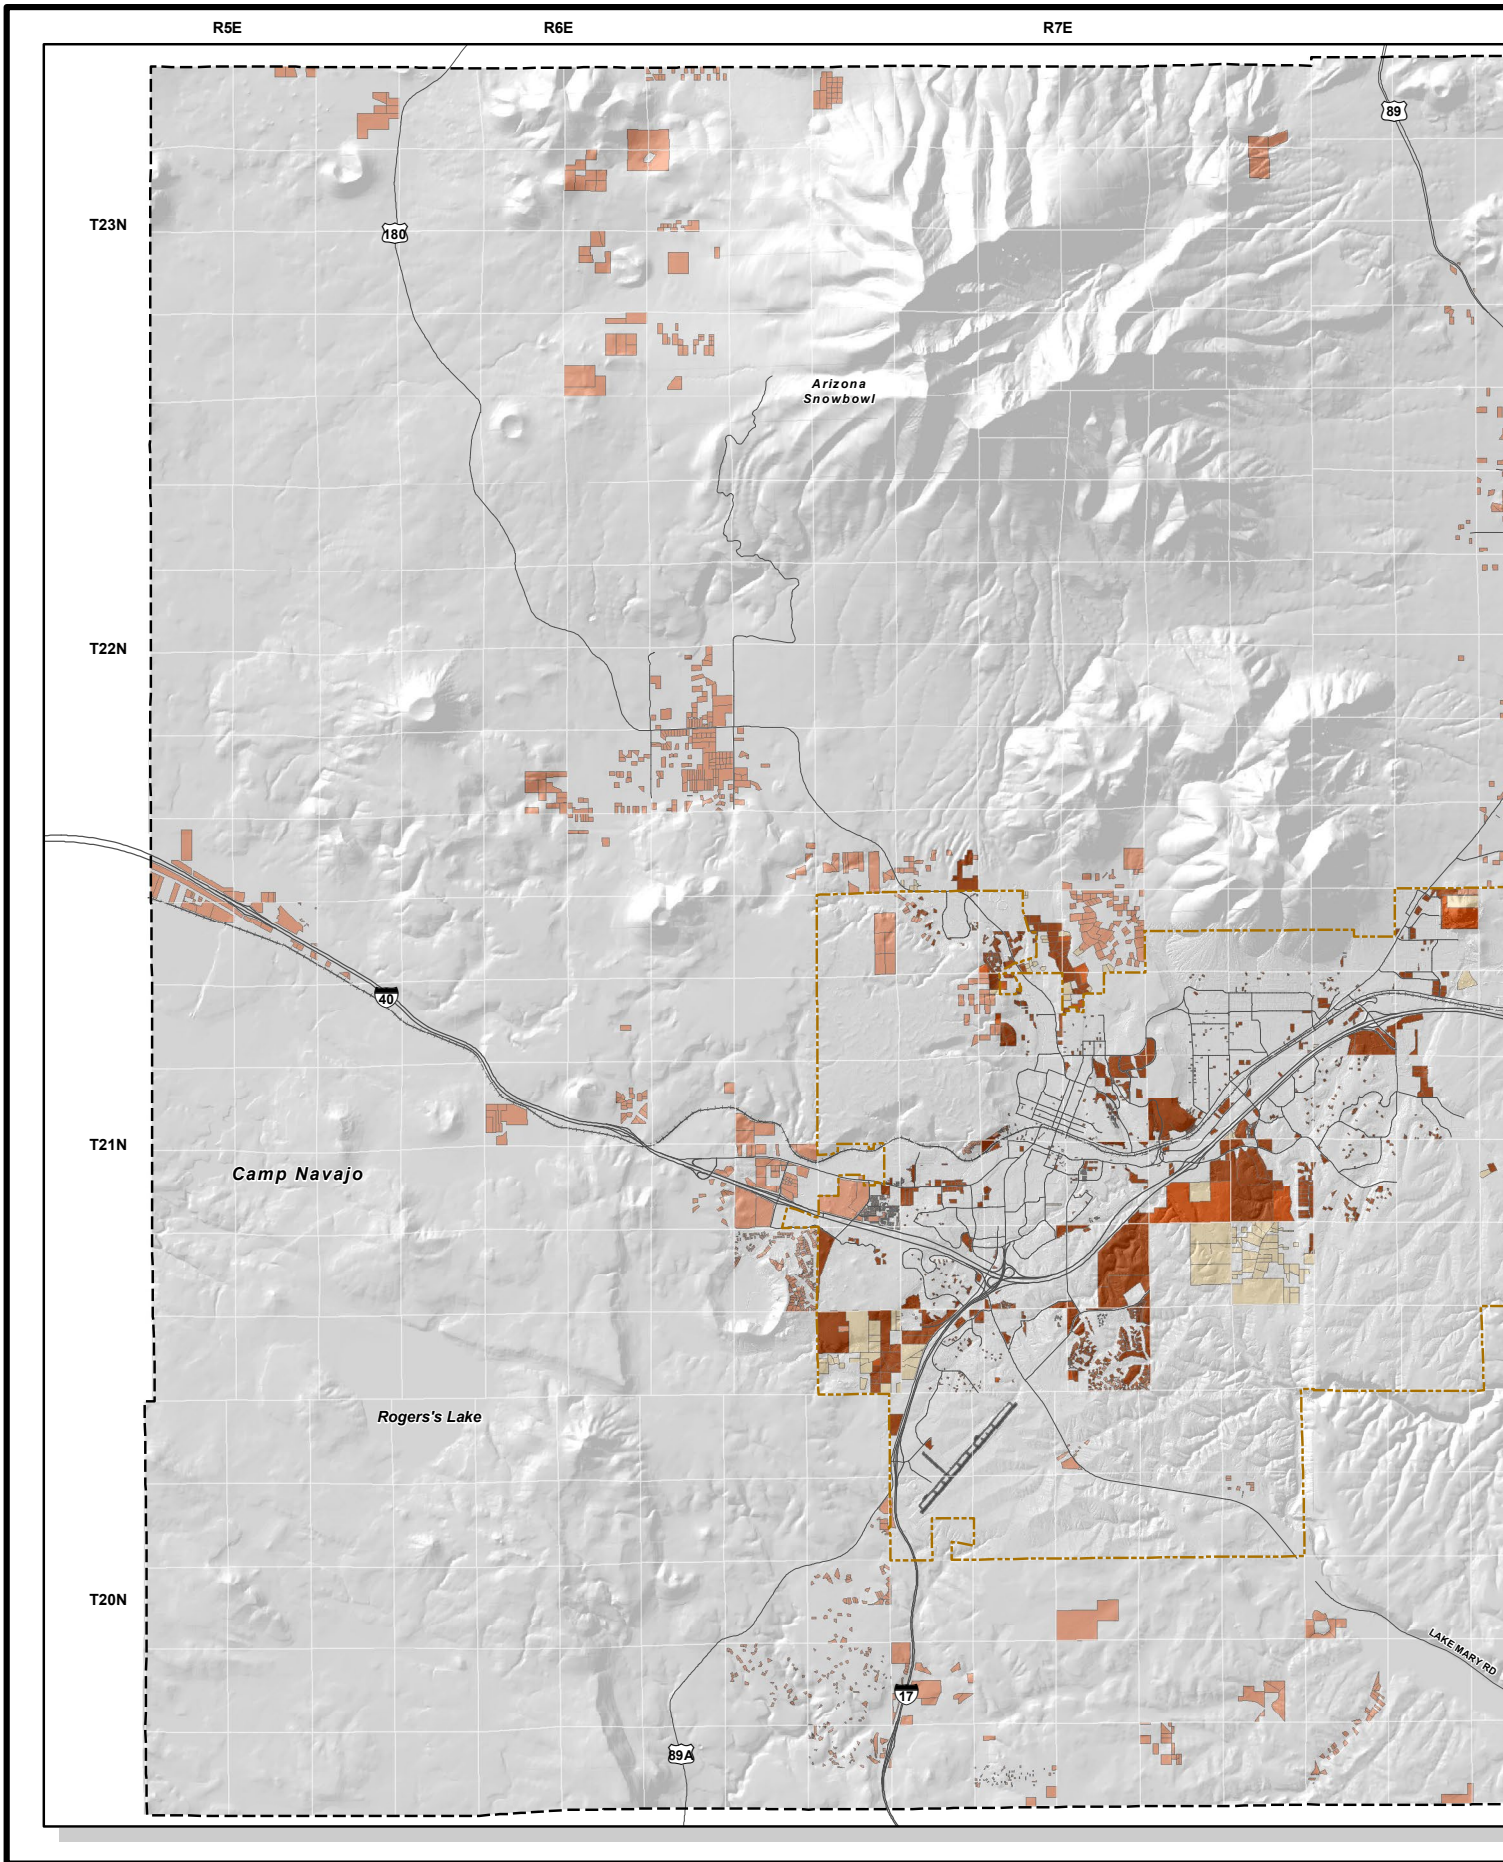 R5E
R6E
R7E
89
T23N
180
Arizona
Snowbowl
T22N
40
T21N
Camp Navajo
Rogers's Lake
T20N
LAKE MARY RD
17
89A